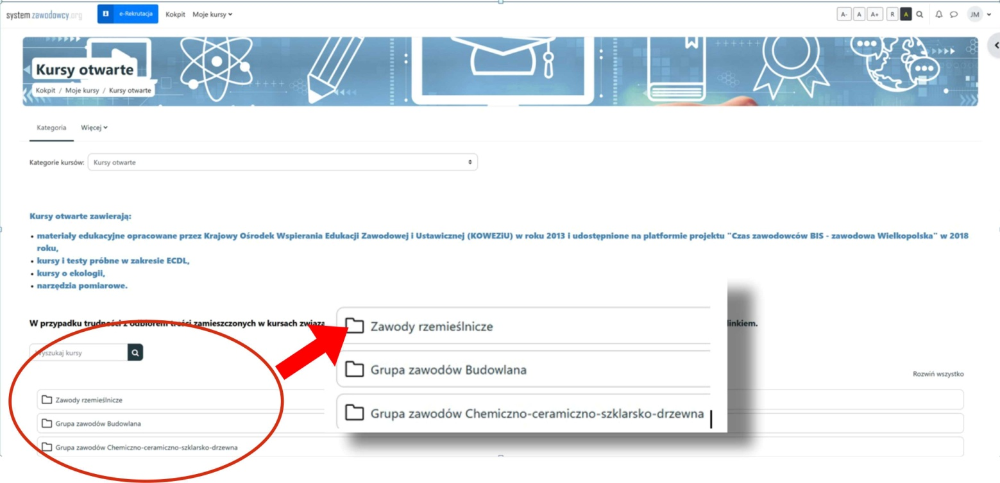 system.zawodowcy.org e-Rekrutacja Kokpit Moje kursy A- A A+ R A JM
Kursy otwarte
Kokpit / Moje kursy / Kursy otwarte
Kategoria Więcej
Kategorie kursów: Kursy otwarte
Kursy otwarte zawierają:
• materiały edukacyjne opracowane przez Krajowy Ośrodek Wspierania Edukacji Zawodowej i Ustawicznej (KOWEZiU) w roku 2013 i udostępnione na platformie projektu "Czas zawodowców BIS - zawodowa Wielkopolska" w 2018
roku,
• kursy i testy próbne w zakresie ECDL,
• kursy o ekologii,
• narzędzia pomiarowe.
W przypadku trudności z odbiorem treści zamieszczonych w kursach linkiem.
Wyszukaj kursy
Rozwiń wszystko
Zawody rzemieślnicze
Grupa zawodów Budowlana
Grupa zawodów Chemiczno-ceramiczno-szklarsko-drzewna
Zawody rzemieślnicze
Grupa zawodów Budowlana
Grupa zawodów Chemiczno-ceramiczno-szklarsko-drzewna